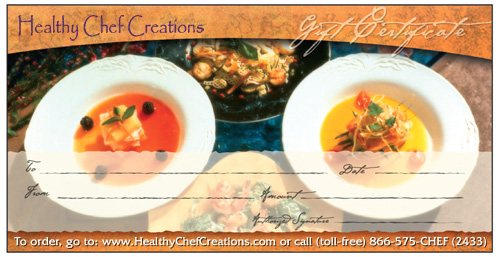 Healthy Chef Creations
Gift Certificate
To Date
From Amount
Authorized Signature
To order, go to: www.HealthyChefCreations.com or call (toll-free) 866-575-CHEF (2433)